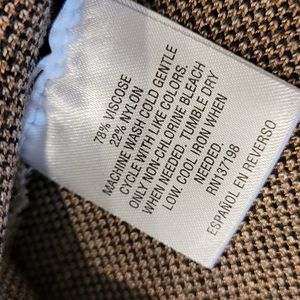 78% VISCOSE
22% NYLON
MACHINE WASH COLD GENTLE
CYCLE WITH LIKE COLORS.
ONLY NON-CHLORINE BLEACH
WHEN NEEDED. TUMBLE DRY
LOW, COOL IRON WHEN
NEEDED.
RN137198
ESPAÑOL EN REVERSO